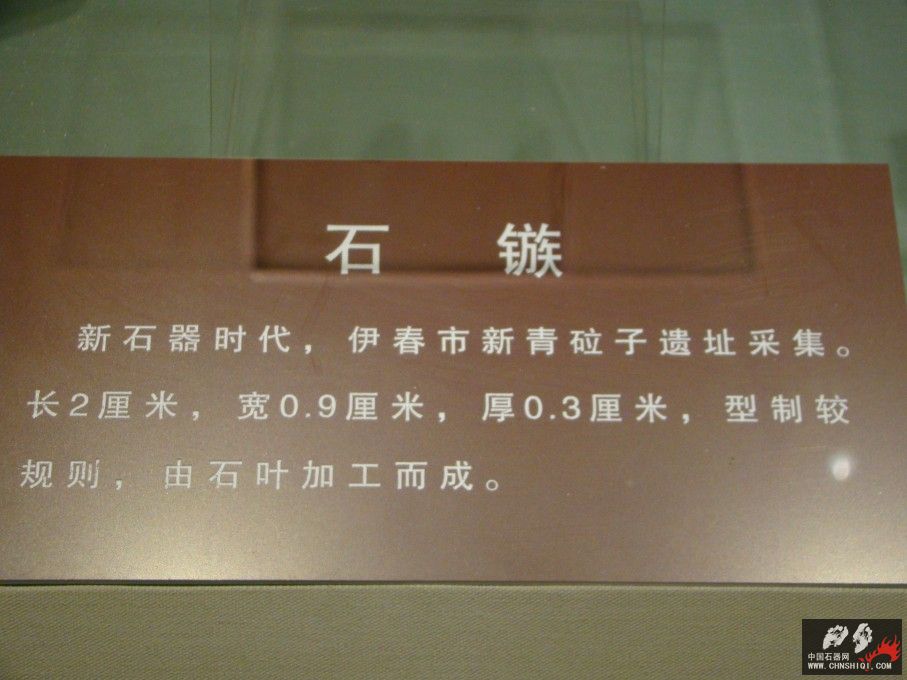 石镞
新石器时代，伊春市新青砬子遗址采集。
长2厘米，宽0.9厘米，厚0.3厘米，型制较
规则，由石叶加工而成。
中国石器网
WWW.CHNSHIQI.COM